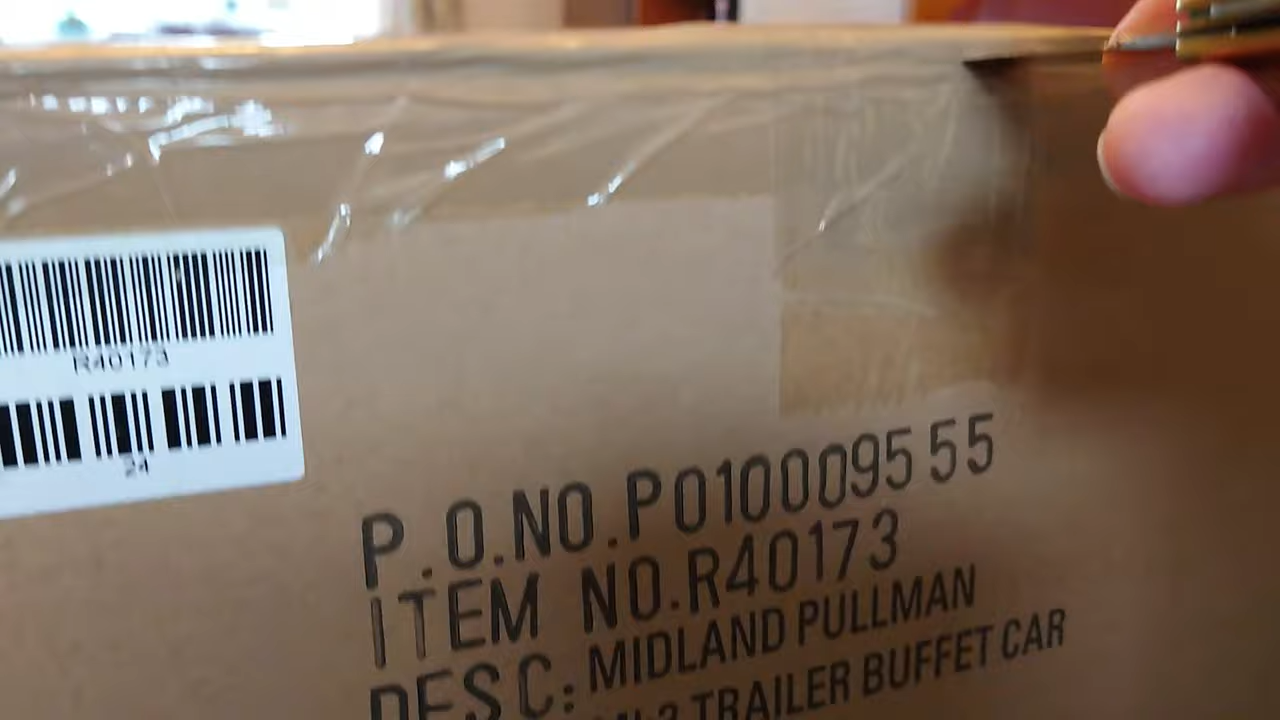 R40173
24
P.O.NO.P010009555
ITEM NO.R40173
DESC: MIDLAND PULLMAN
TRAILER BUFFET CAR